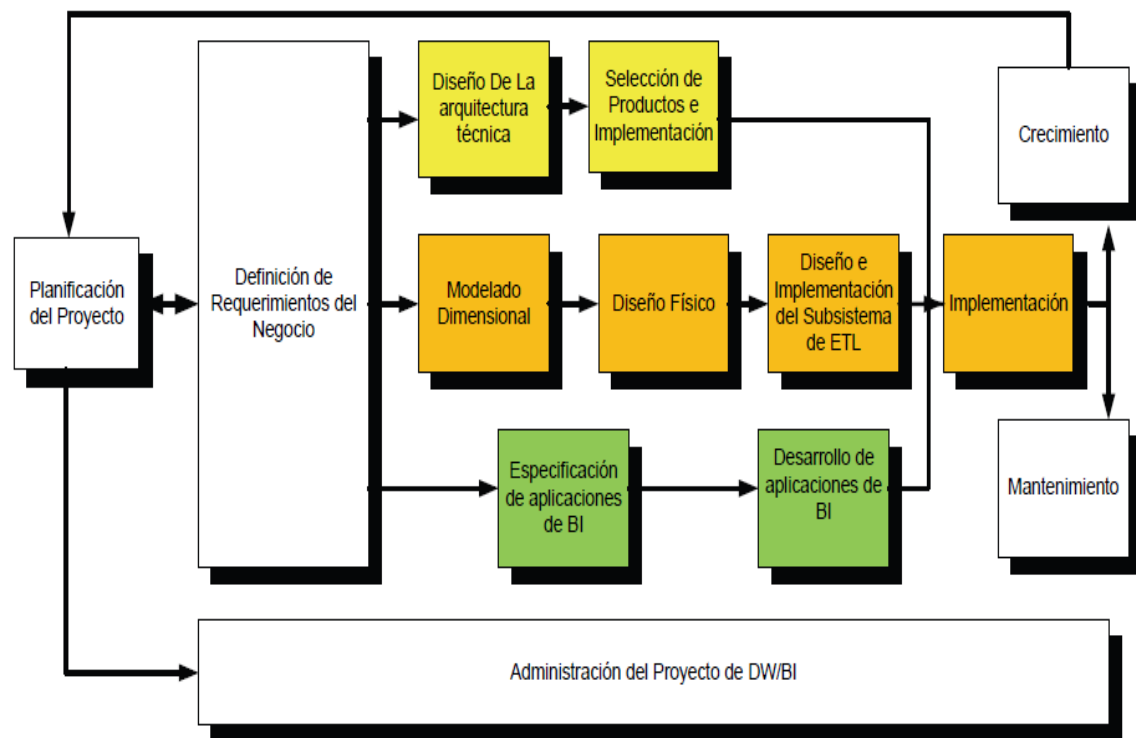 Diseño De La
arquitectura
técnica
Selección de
Productos e
Implementación
Crecimiento
Planificación
del Proyecto
Definición de
Requerimientos del
Negocio
Modelado
Dimensional
Diseño Físico
Diseño e
Implementación
del Subsistema
de ETL
Implementación
Especificación
de aplicaciones
de BI
Desarrollo de
aplicaciones de
BI
Mantenimiento
Administración del Proyecto de DW/BI